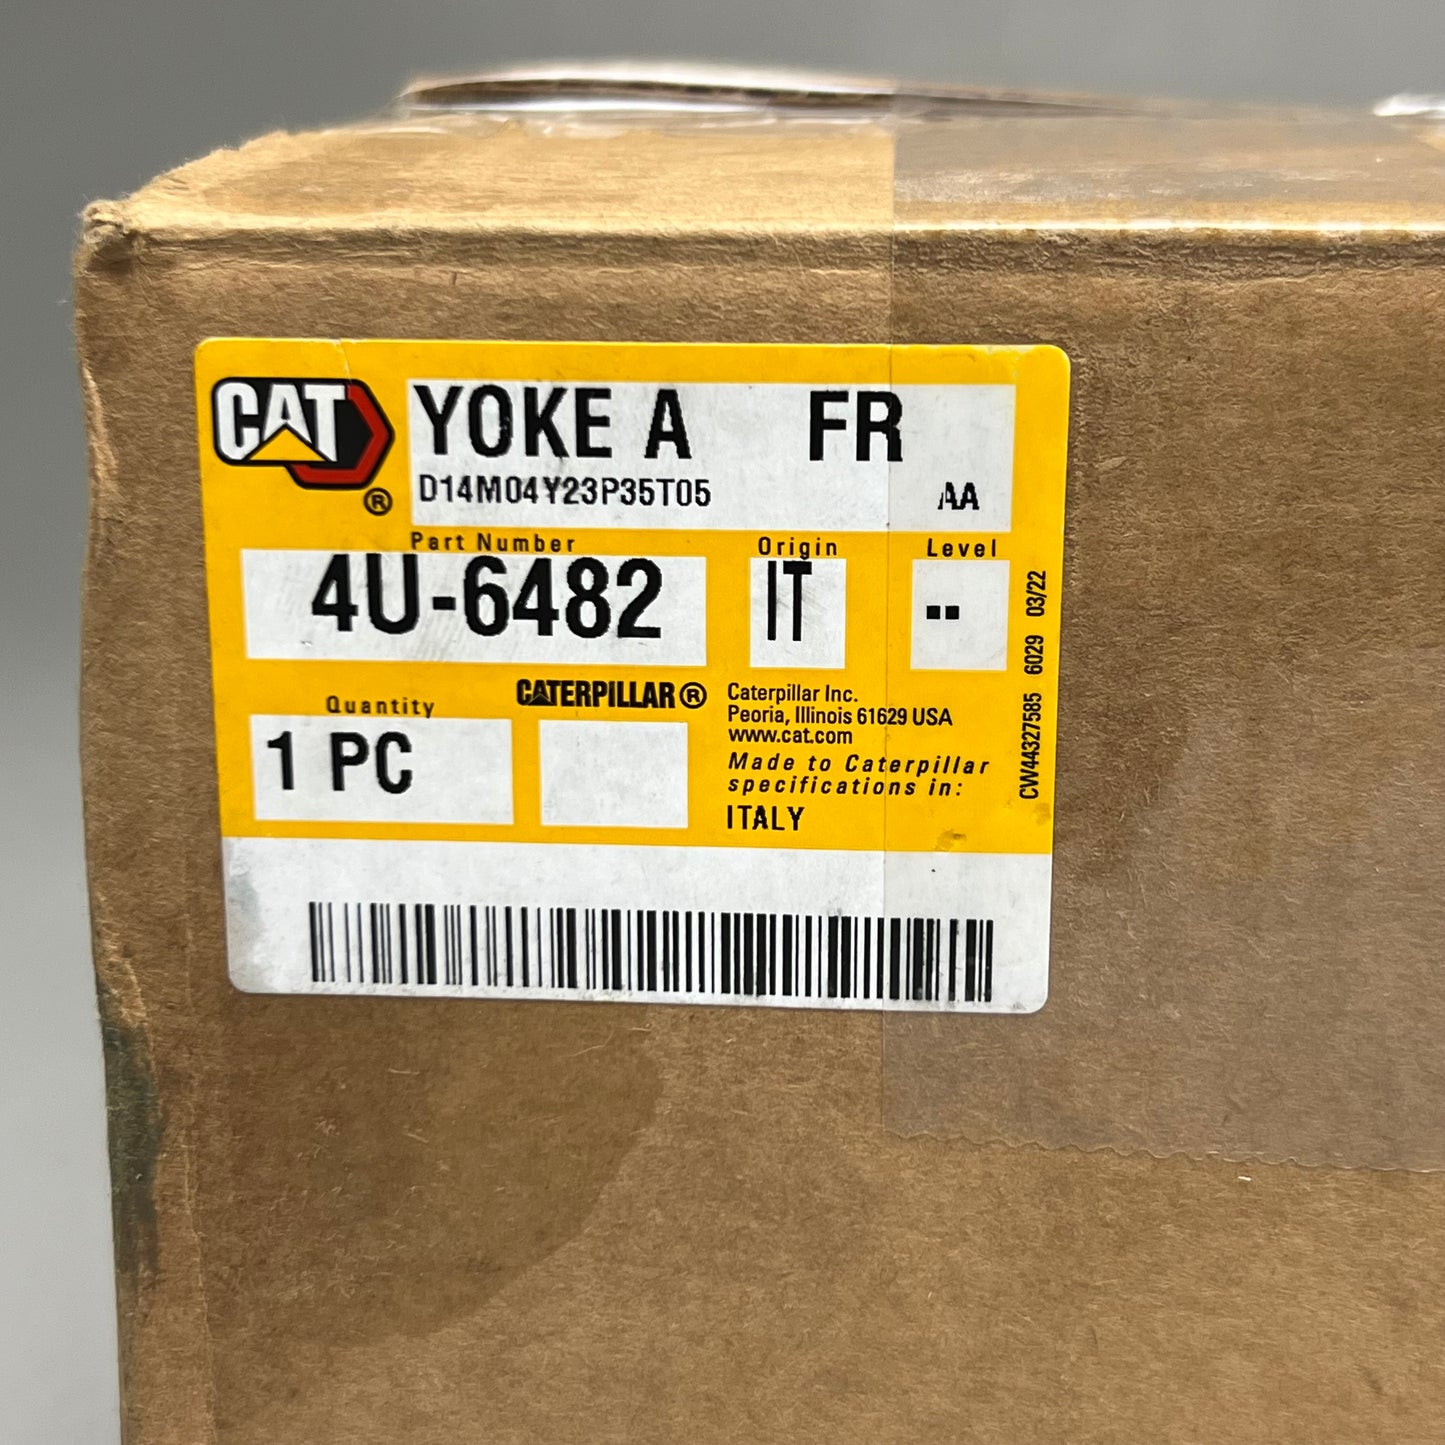 CAT ®
YOKE A FR
D14M04Y23P35T05 AA
Part Number Origin Level
4U-6482 IT --
Quantity
1 PC
CATERPILLAR®
Caterpillar Inc.
Peoria, Illinois 61629 USA
www.cat.com
Made to Caterpillar
specifications in:
ITALY
CW44327585 6029 03/22